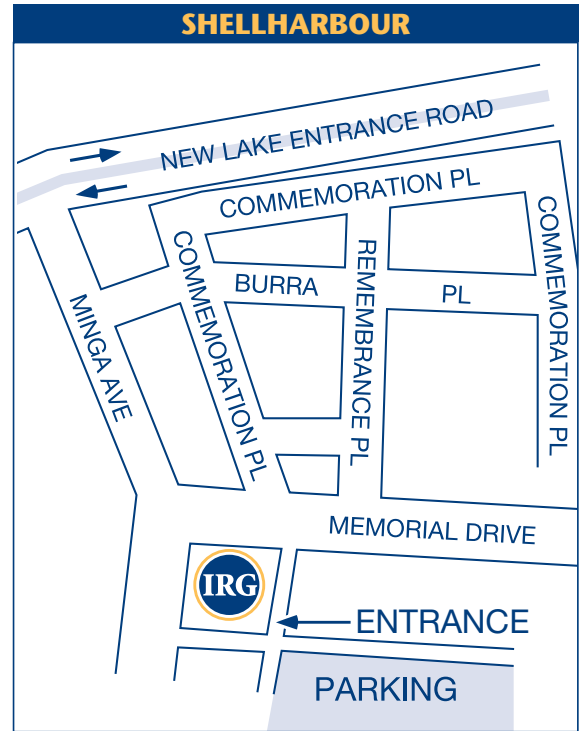 SHELLHARBOUR
NEW LAKE ENTRANCE ROAD
COMMEMORATION PL
COMMEMORATION PL
COMMEMORATION PL
BURRA PL
REMEMBRANCE PL
MINGA AVE
MEMORIAL DRIVE
IRG
ENTRANCE
PARKING